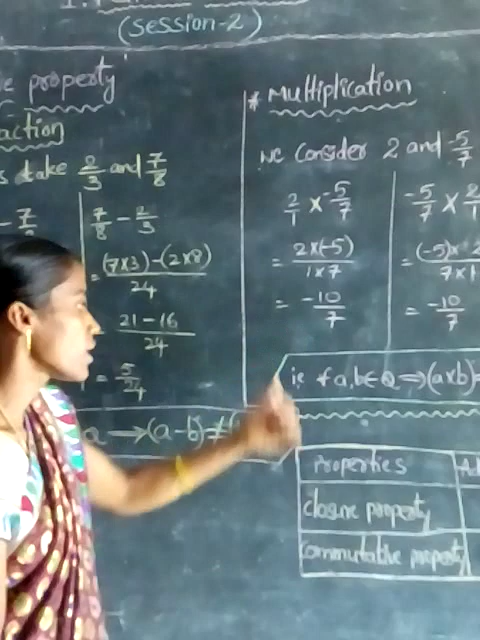 (Session-2)
property
action
take 2/3 and 7/8
7/8 - 2/3
= (7×3)-(2×8)/24
21-16/24
= 5/24
a → (a-b) ≠ (
* Multiplication
we consider 2 and -5/7
2/1 × -5/7
= 2×(-5)/1×7
= -10/7
-5/7 × 2/1
= (-5)× 2/7×1
= -10/7
ie ∀ a,b ∈ Q ⇒ (a×b)=
Properties
closure property
Commutative property